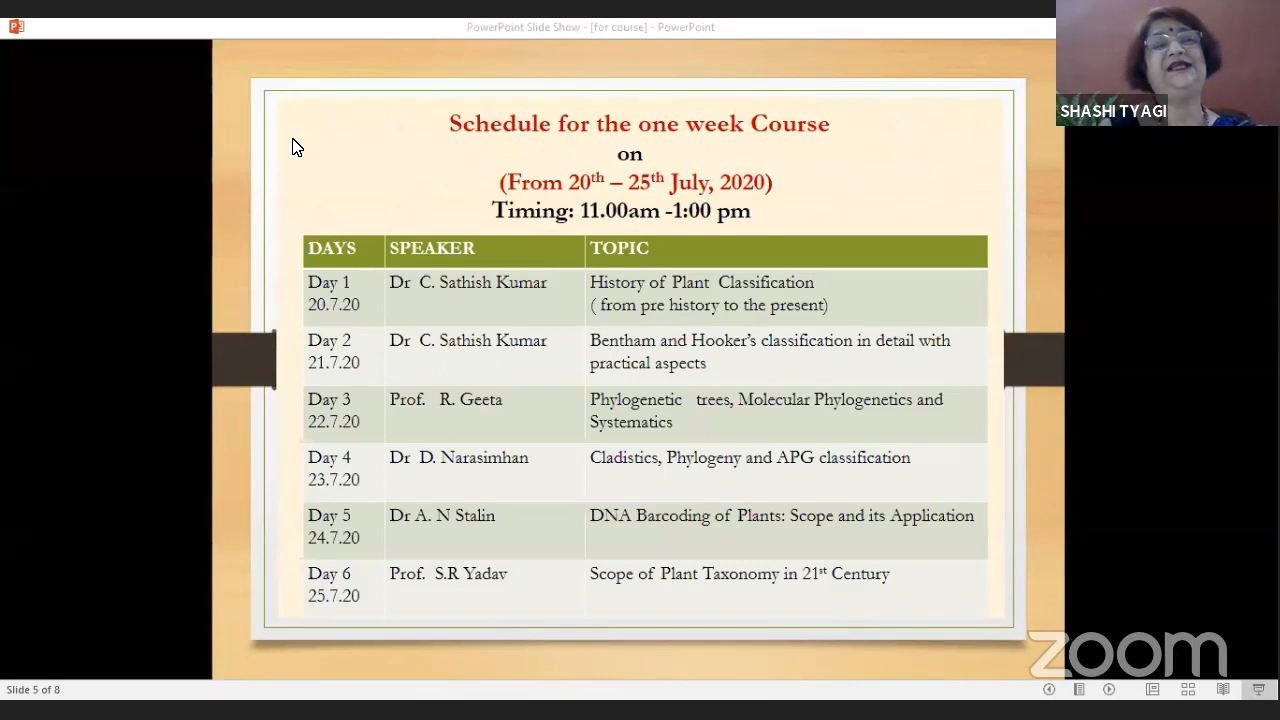 PowerPoint Slide Show - [for course] - PowerPoint
SHASHI TYAGI
Schedule for the one week Course
on
(From 20th – 25th July, 2020)
Timing: 11.00am -1:00 pm
DAYS SPEAKER TOPIC
Day 1 Dr C. Sathish Kumar History of Plant Classification
20.7.20 ( from pre history to the present)
Day 2 Dr C. Sathish Kumar Bentham and Hooker's classification in detail with
21.7.20 practical aspects
Day 3 Prof. R. Geeta Phylogenetic trees, Molecular Phylogenetics and
22.7.20 Systematics
Day 4 Dr D. Narasimhan Cladistics, Phylogeny and APG classification
23.7.20
Day 5 Dr A. N Stalin DNA Barcoding of Plants: Scope and its Application
24.7.20
Day 6 Prof. S.R Yadav Scope of Plant Taxonomy in 21st Century
25.7.20
zoom
Slide 5 of 8